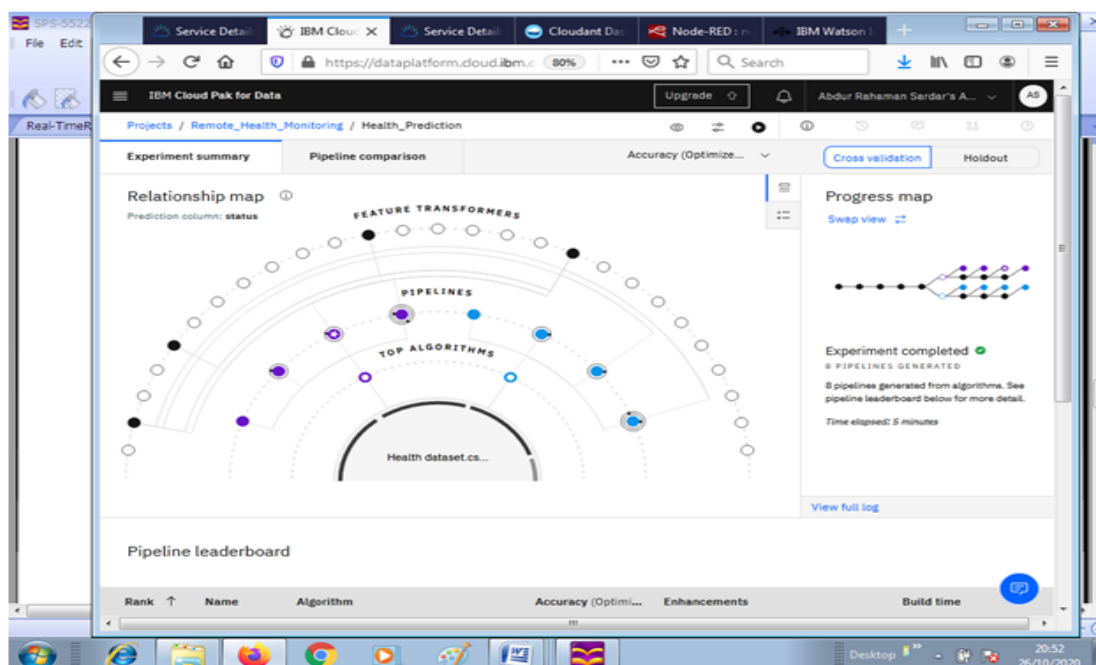 SPS-5522
File Edit
Real-TimeR
Service Detail
IBM Clou
Service Detail
Cloudant Das
Node-RED : n
IBM Watson
https://dataplatform.cloud.ibm.c
80%
Search
IBM Cloud Pak for Data
Upgrade
Abdur Rahaman Sardar's A...
AS
Projects / Remote_Health_Monitoring / Health_Prediction
Experiment summary
Pipeline comparison
Accuracy (Optimize...
Cross validation
Holdout
Relationship map
Prediction column: status
FEATURE TRANSFORMERS
PIPELINES
TOP ALGORITHMS
Health dataset.cs...
Progress map
Swap view
Experiment completed
8 PIPELINES GENERATED
8 pipelines generated from algorithms. See
pipeline leaderboard below for more detail.
Time elapsed: 5 minutes
View full log
Pipeline leaderboard
Rank Name Algorithm Accuracy (Optimi... Enhancements Build time
Desktop
20:52
26/10/2020